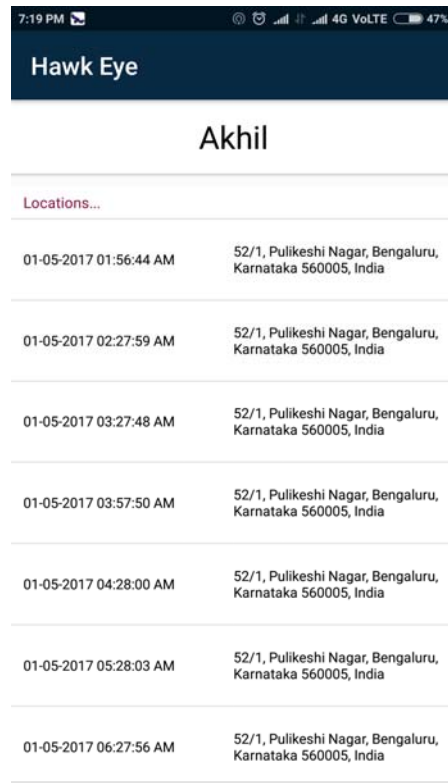 7:19 PM 4G VoLTE 47%
Hawk Eye
Akhil
Locations...
01-05-2017 01:56:44 AM 52/1, Pulikeshi Nagar, Bengaluru,
Karnataka 560005, India
01-05-2017 02:27:59 AM 52/1, Pulikeshi Nagar, Bengaluru,
Karnataka 560005, India
01-05-2017 03:27:48 AM 52/1, Pulikeshi Nagar, Bengaluru,
Karnataka 560005, India
01-05-2017 03:57:50 AM 52/1, Pulikeshi Nagar, Bengaluru,
Karnataka 560005, India
01-05-2017 04:28:00 AM 52/1, Pulikeshi Nagar, Bengaluru,
Karnataka 560005, India
01-05-2017 05:28:03 AM 52/1, Pulikeshi Nagar, Bengaluru,
Karnataka 560005, India
01-05-2017 06:27:56 AM 52/1, Pulikeshi Nagar, Bengaluru,
Karnataka 560005, India